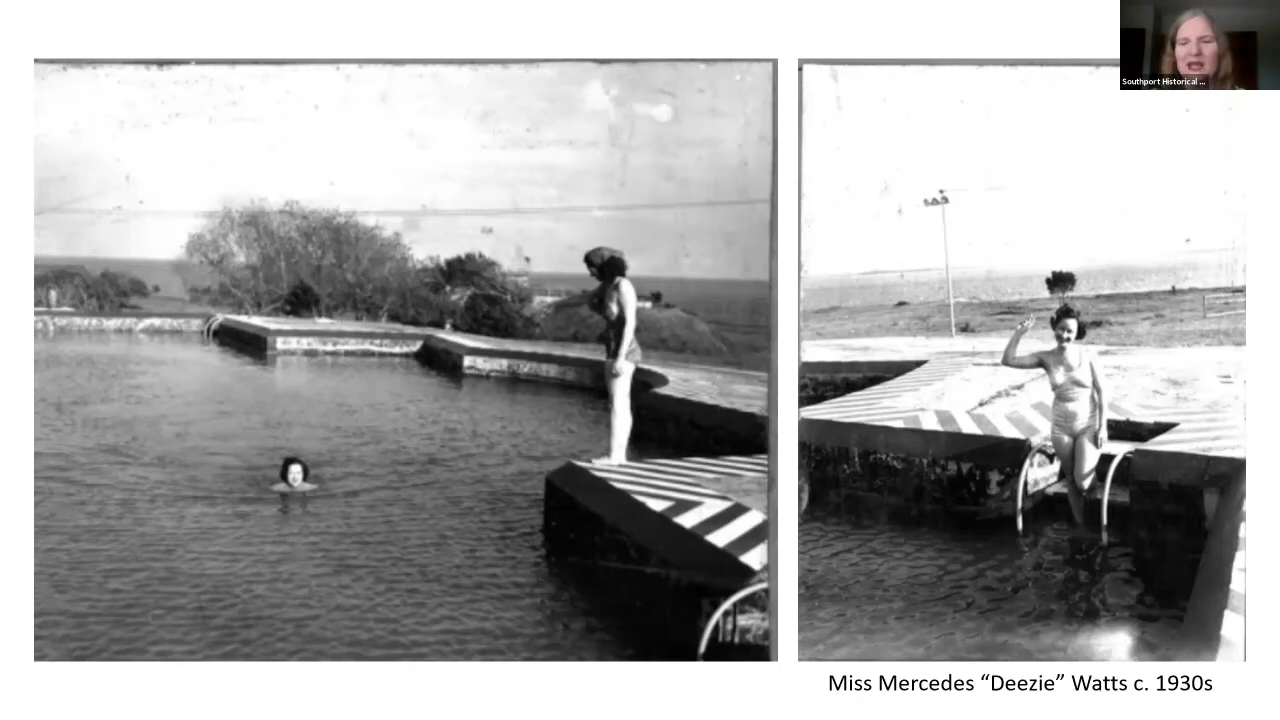 Southport Historical ...
Miss Mercedes “Deezie” Watts c. 1930s